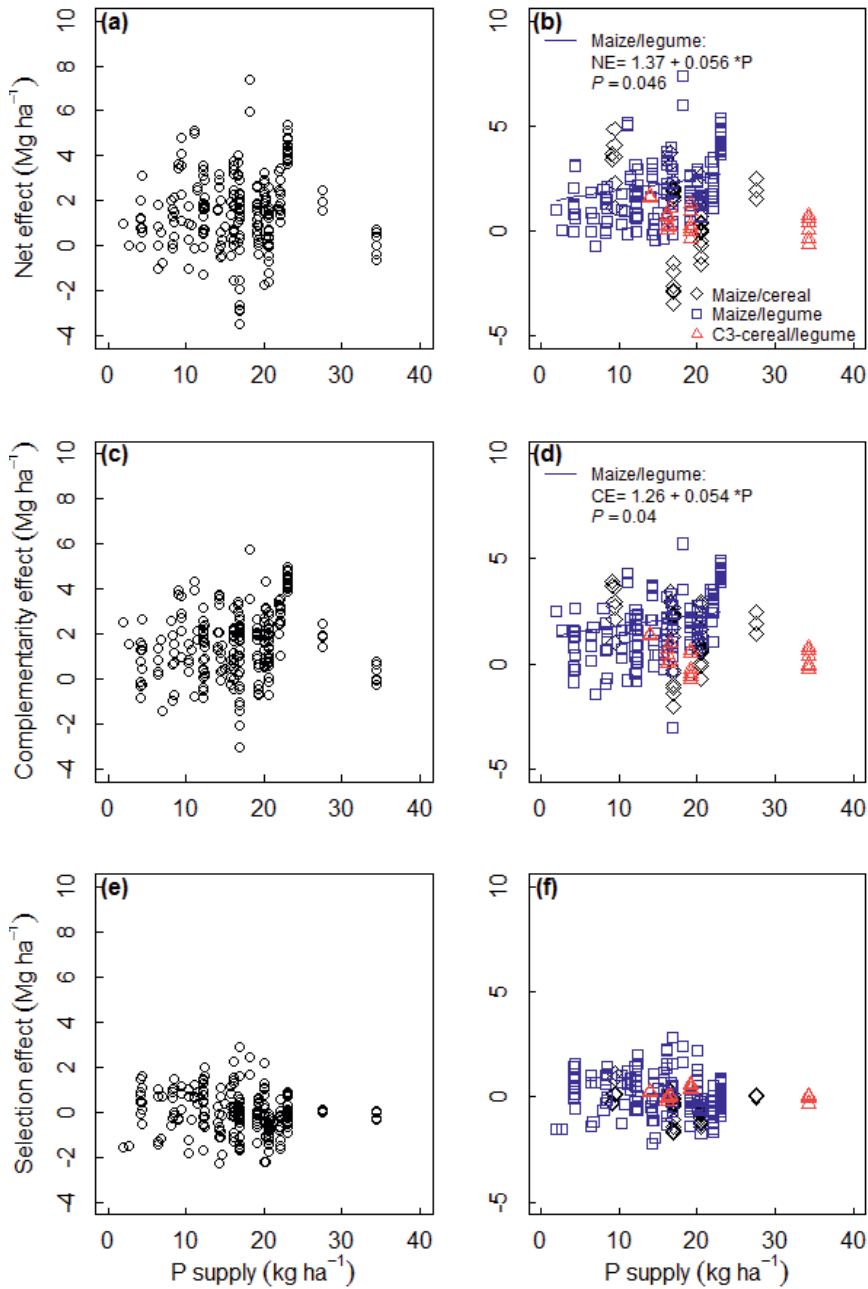 (a)
10
8
6
4
2
0
-2
-4
Net effect (Mg ha⁻¹)
0 10 20 30 40
(b)
Maize/legume:
NE= 1.37 + 0.056 *P
P = 0.046
10
5
0
-5
Maize/cereal
Maize/legume
C3-cereal/legume
0 10 20 30 40
(c)
10
8
6
4
2
0
-2
-4
Complementarity effect (Mg ha⁻¹)
0 10 20 30 40
(d)
Maize/legume:
CE= 1.26 + 0.054 *P
P = 0.04
10
5
0
-5
0 10 20 30 40
(e)
10
8
6
4
2
0
-2
-4
Selection effect (Mg ha⁻¹)
0 10 20 30 40
P supply (kg ha⁻¹)
(f)
10
5
0
-5
0 10 20 30 40
P supply (kg ha⁻¹)